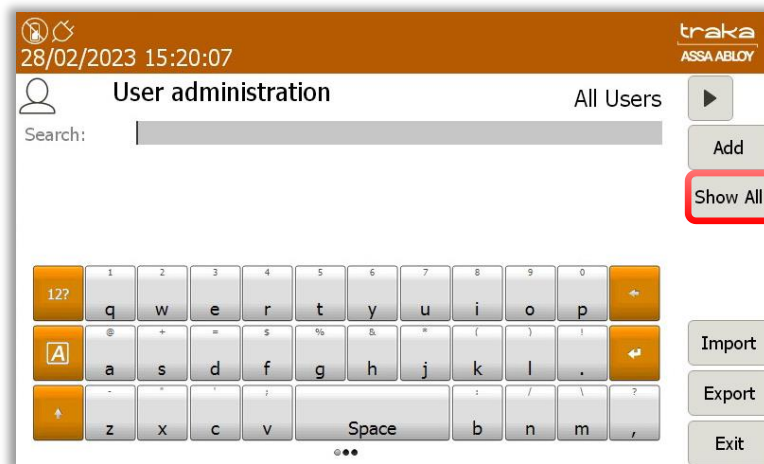 28/02/2023 15:20:07
traka
ASSA ABLOY
User administration
All Users
Search:
Add
Show All
12?
1 2 3 4 5 6 7 8 9 0
q w e r t y u i o p
@ + = $ % & * ( ) !
A a s d f g h j k l .
- " ' ; : / \ ?
z x c v Space b n m ,
Import
Export
Exit